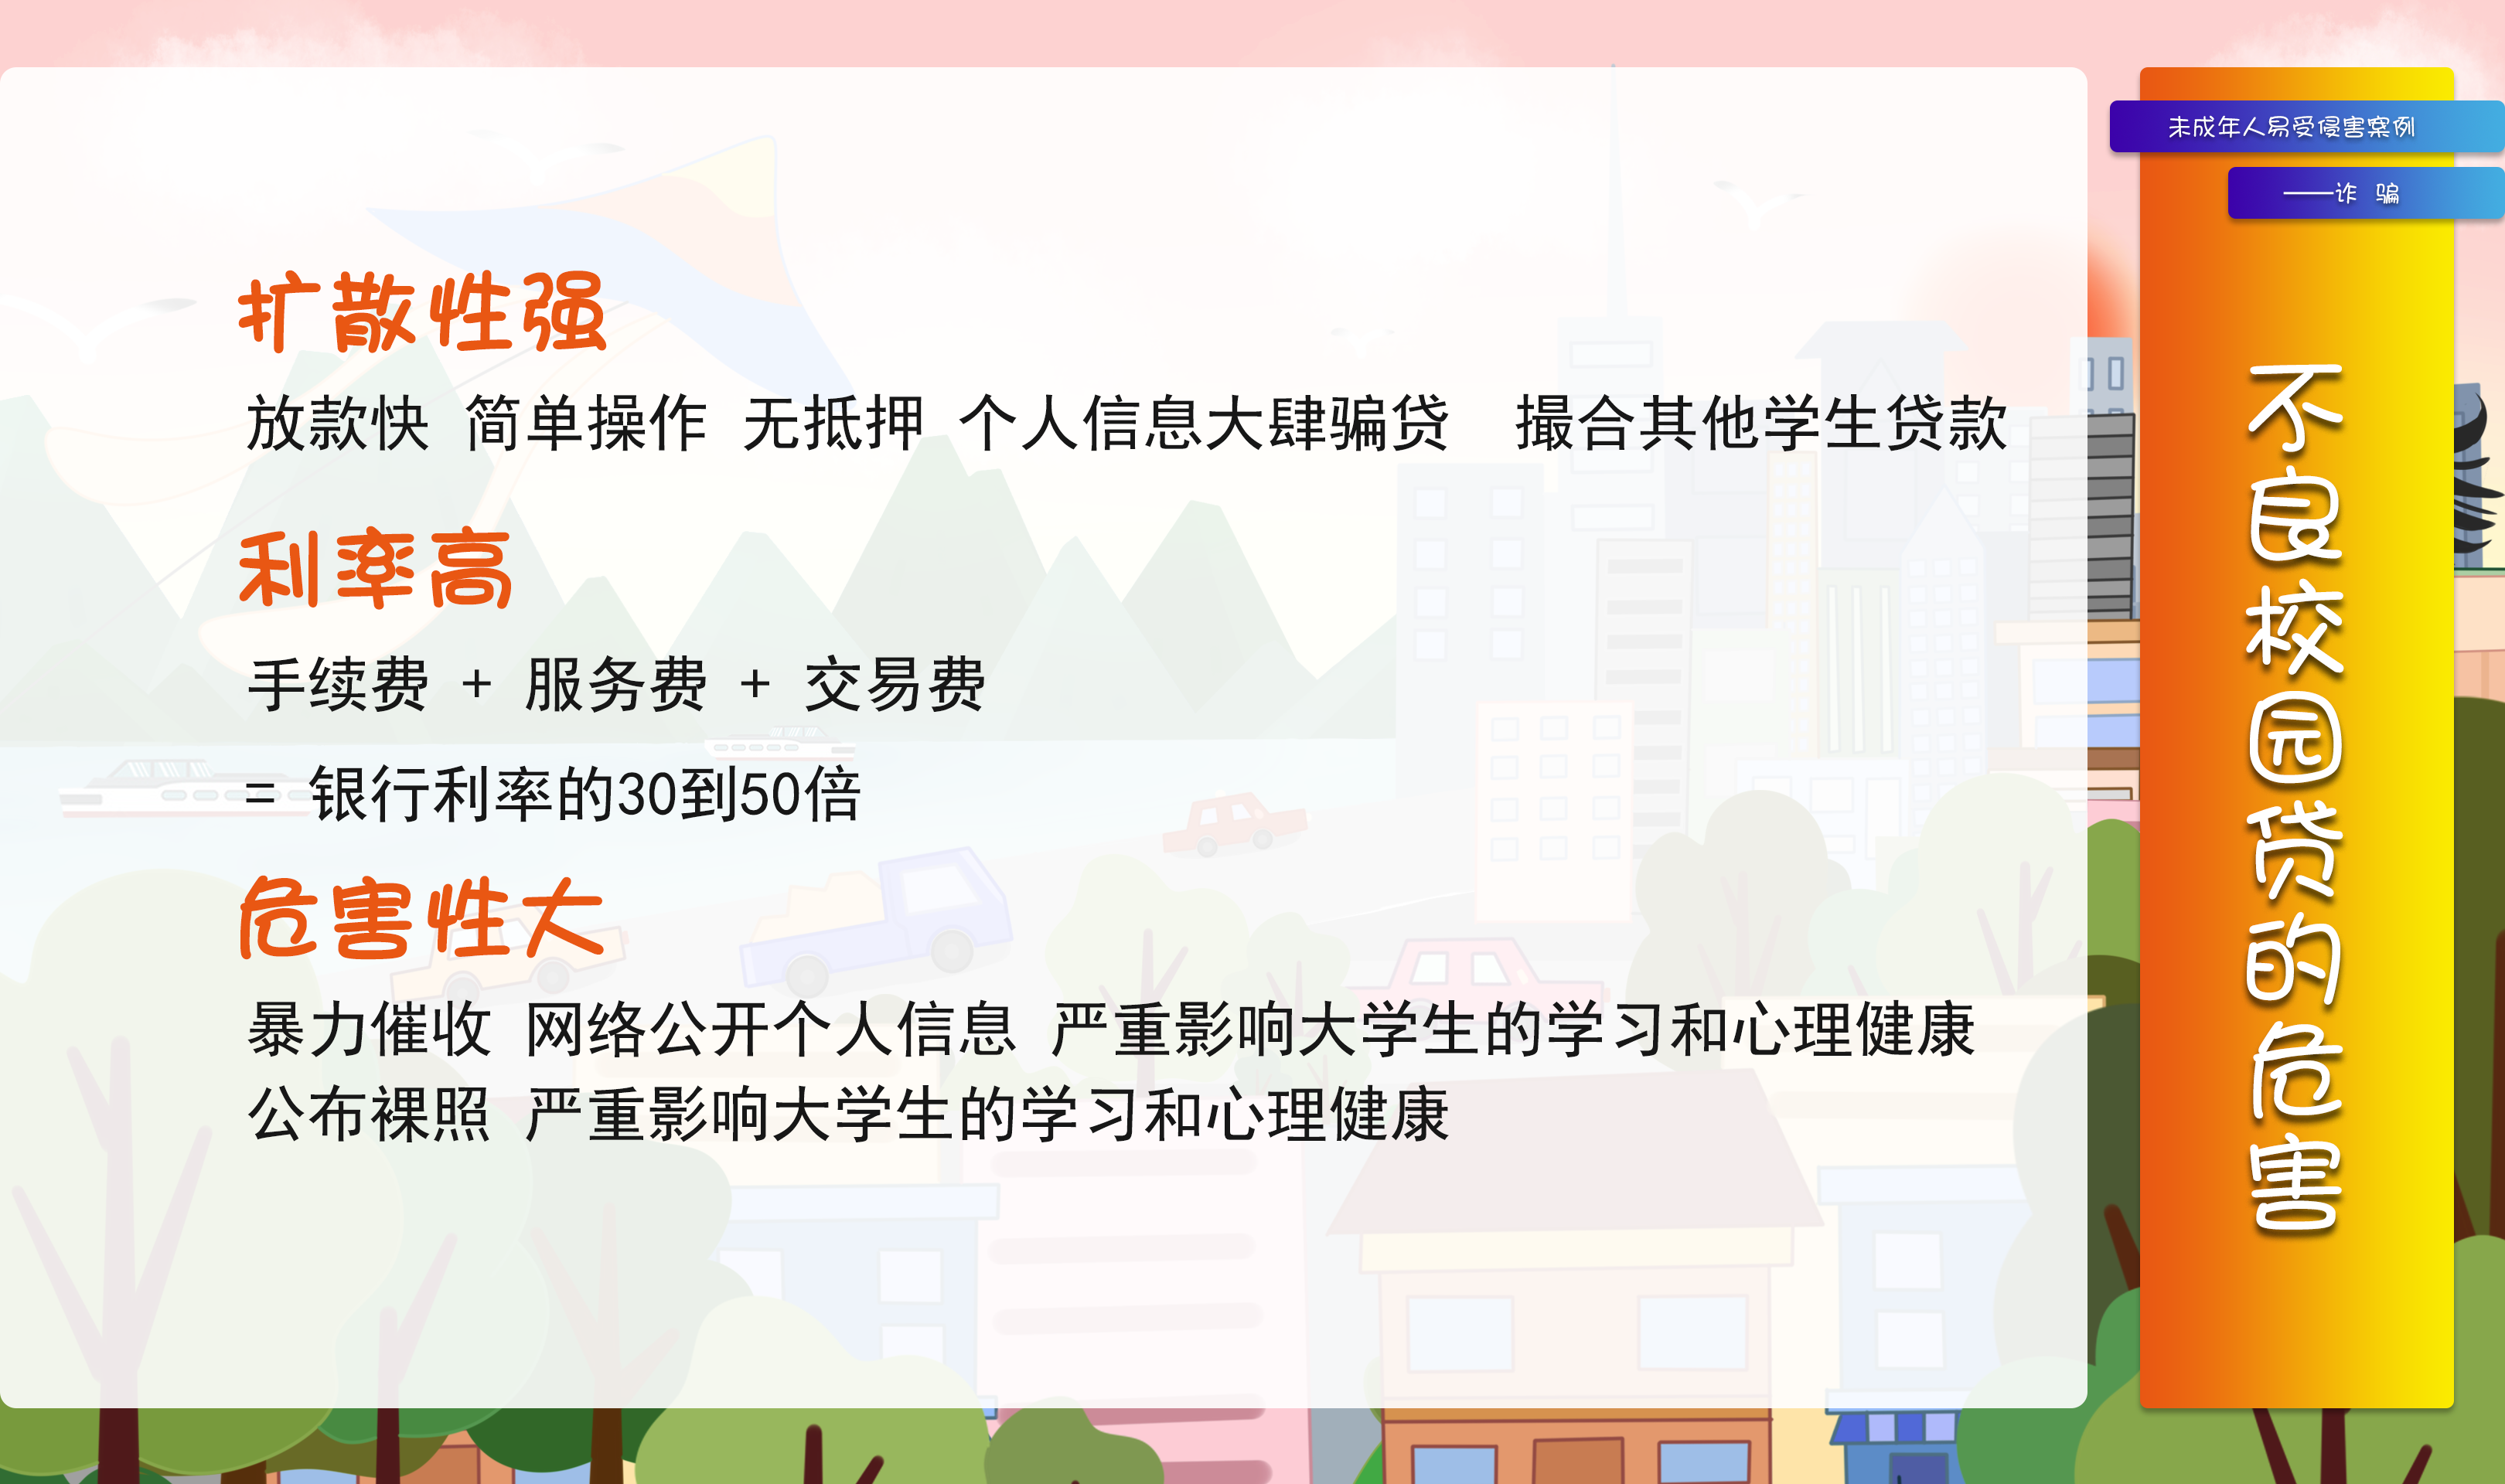 未成年人易受侵害案例
——诈 骗
不良校园贷的危害
扩散性强
放款快 简单操作 无抵押 个人信息大肆骗贷 撮合其他学生贷款
利率高
手续费 + 服务费 + 交易费
= 银行利率的30到50倍
危害性大
暴力催收 网络公开个人信息 严重影响大学生的学习和心理健康
公布裸照 严重影响大学生的学习和心理健康